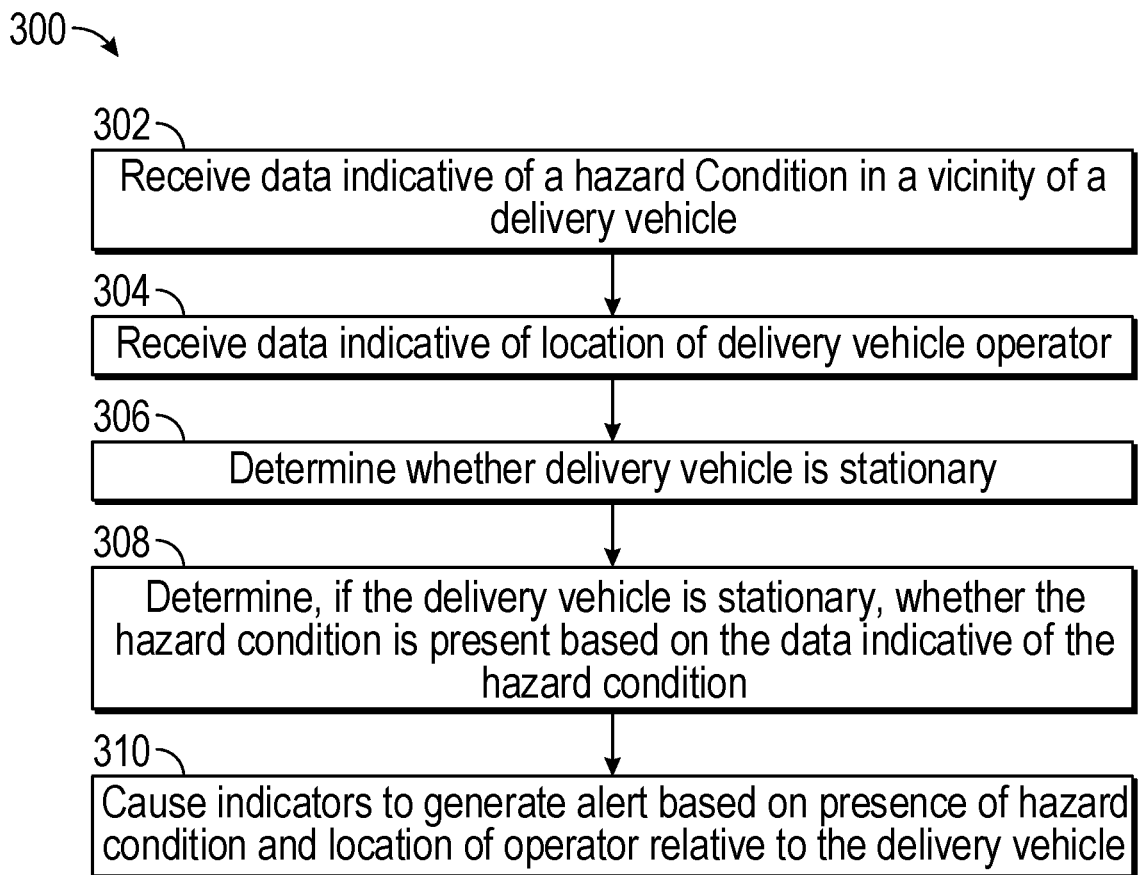 300
302
Receive data indicative of a hazard Condition in a vicinity of a
delivery vehicle
304
Receive data indicative of location of delivery vehicle operator
306
Determine whether delivery vehicle is stationary
308
Determine, if the delivery vehicle is stationary, whether the
hazard condition is present based on the data indicative of the
hazard condition
310
Cause indicators to generate alert based on presence of hazard
condition and location of operator relative to the delivery vehicle